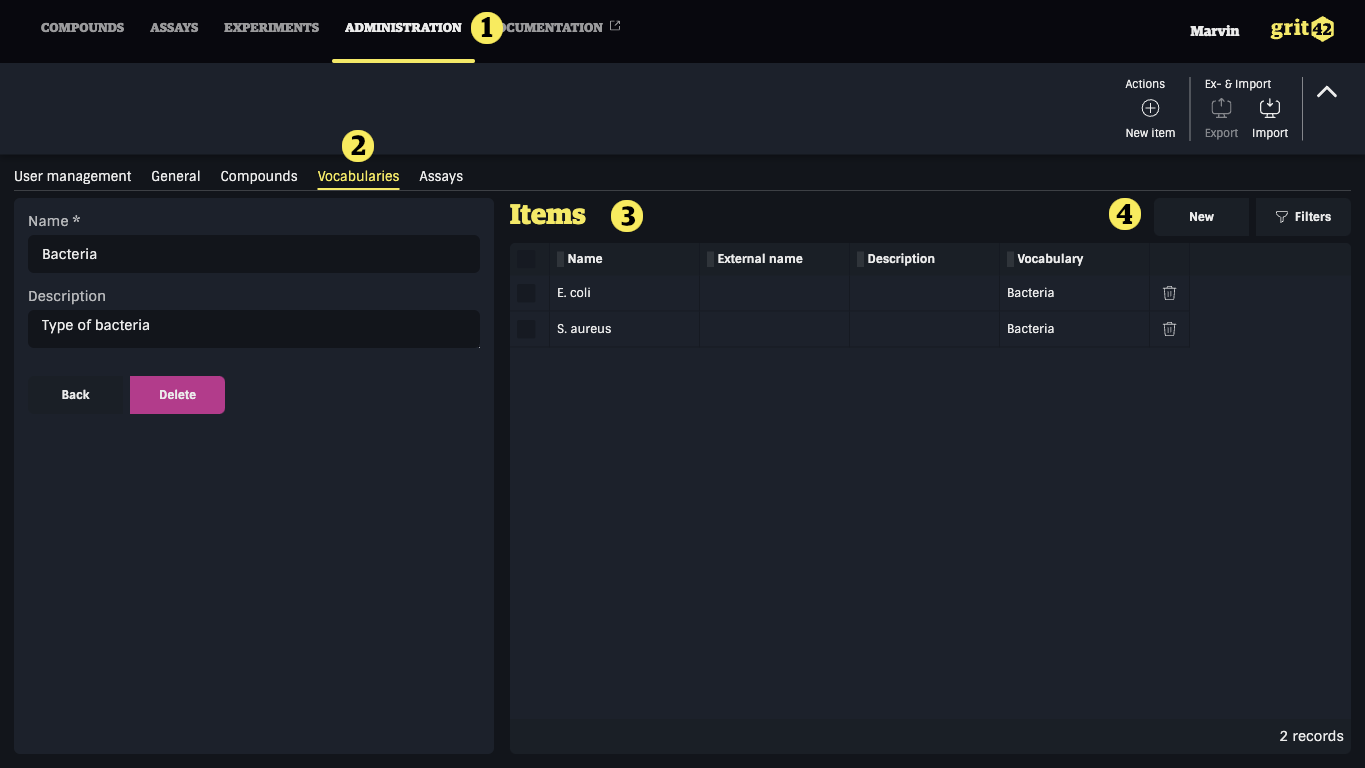 COMPOUNDS ASSAYS EXPERIMENTS ADMINISTRATION 1 OCUMENTATION
Marvin grit42
Actions Ex- & Import
New item Export Import
2
User management General Compounds Vocabularies Assays
Name *
Bacteria
Description
Type of bacteria
Back Delete
Items 3 4 New Filters
Name External name Description Vocabulary
E. coli Bacteria
S. aureus Bacteria
2 records